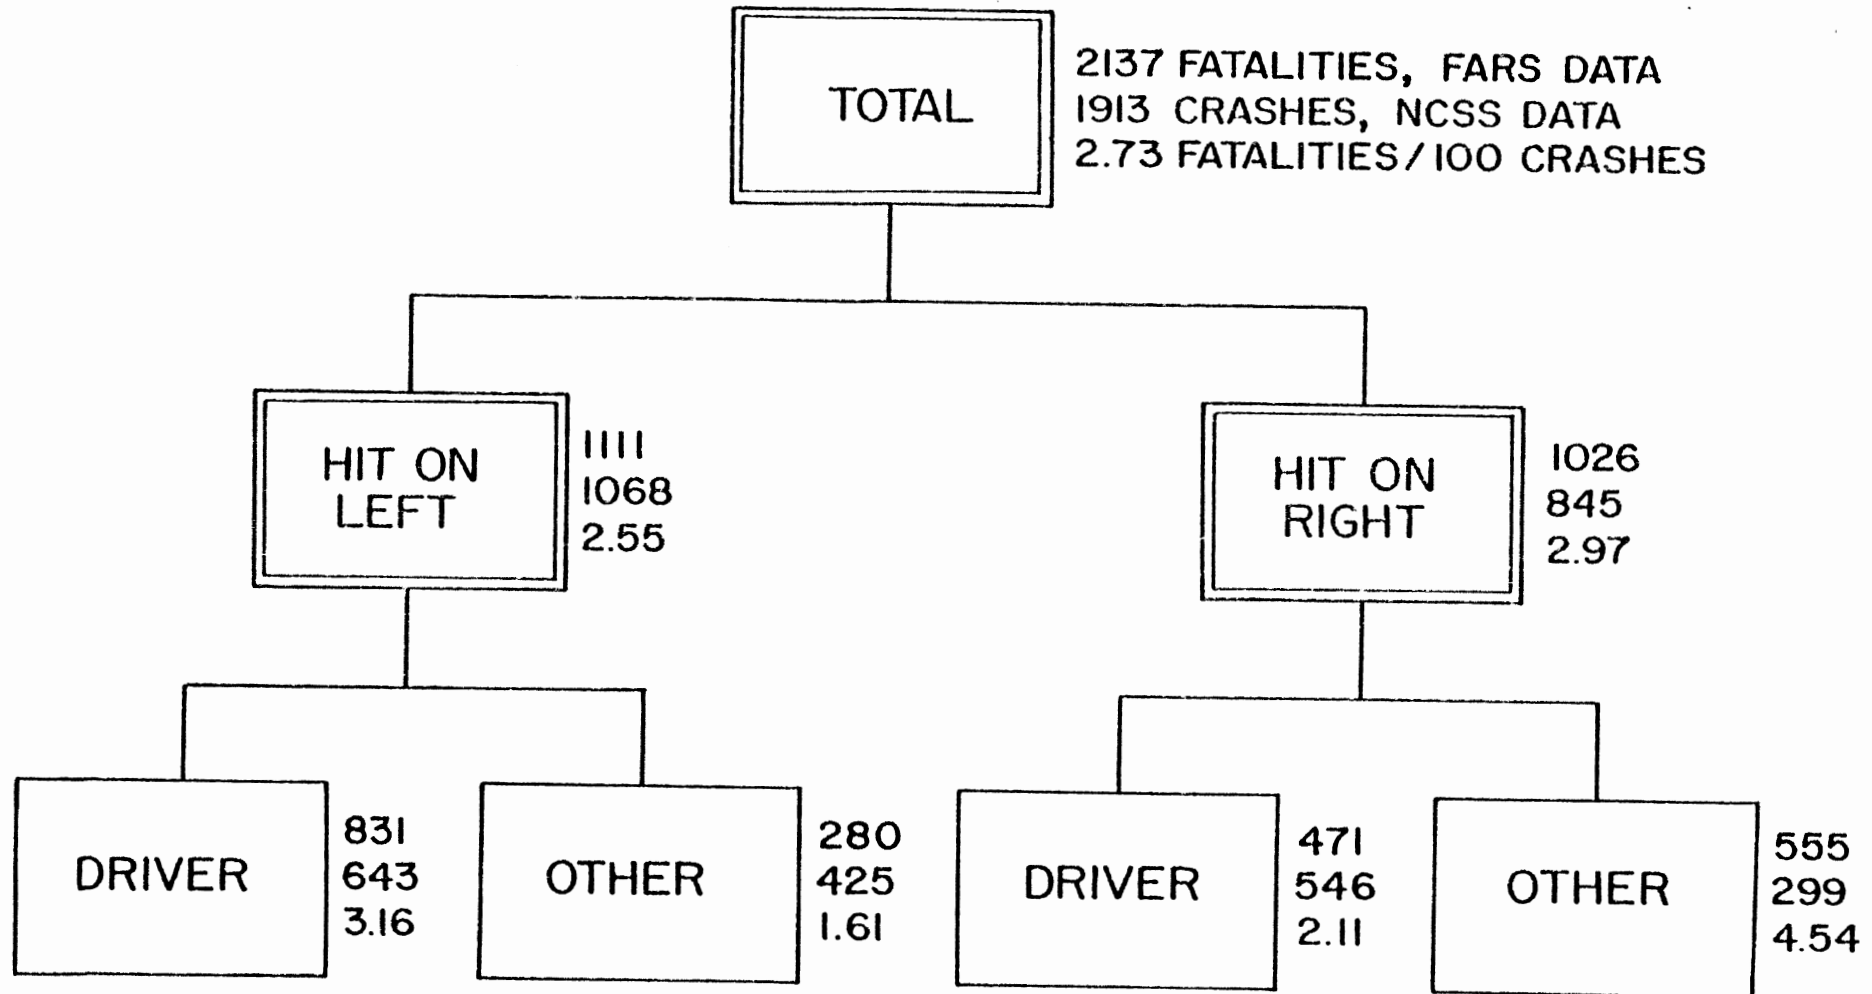 TOTAL
2137 FATALITIES, FARS DATA
1913 CRASHES, NCSS DATA
2.73 FATALITIES/100 CRASHES
HIT ON
LEFT
1111
1068
2.55
HIT ON
RIGHT
1026
845
2.97
DRIVER
831
643
3.16
OTHER
280
425
1.61
DRIVER
471
546
2.11
OTHER
555
299
4.54